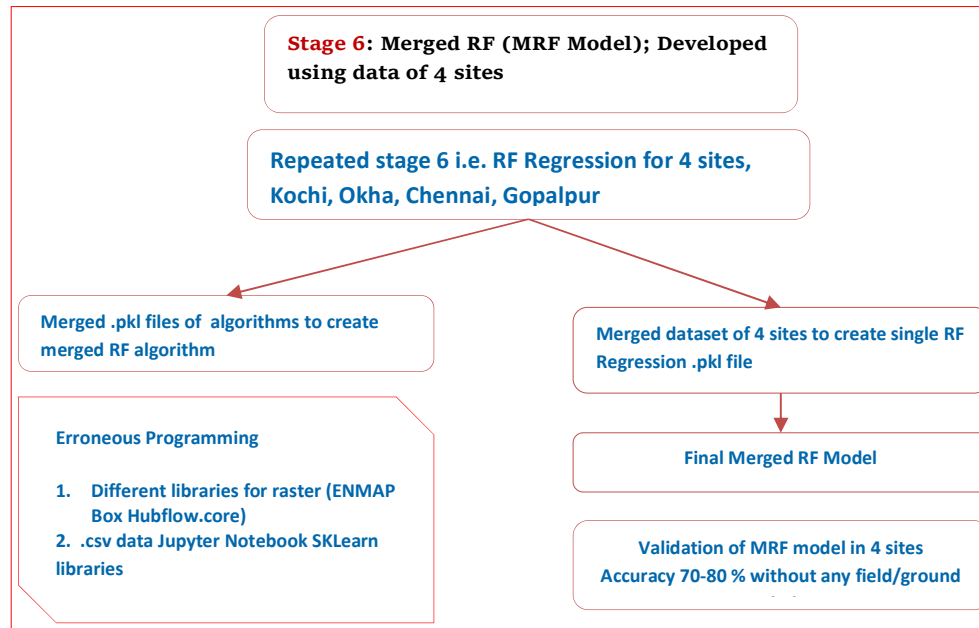 Stage 6: Merged RF (MRF Model); Developed
using data of 4 sites
Repeated stage 6 i.e. RF Regression for 4 sites,
Kochi, Okha, Chennai, Gopalpur
Merged .pkl files of algorithms to create
merged RF algorithm
Merged dataset of 4 sites to create single RF
Regression .pkl file
Erroneous Programming
1. Different libraries for raster (ENMAP
Box Hubflow.core)
2. .csv data Jupyter Notebook SKLearn
libraries
Final Merged RF Model
Validation of MRF model in 4 sites
Accuracy 70-80 % without any field/ground